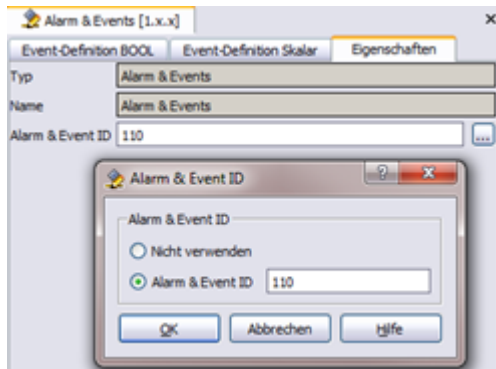 Alarm & Events [1.x.x]
Event-Definition BOOL Event-Definition Skalar Eigenschaften
Typ Alarm & Events
Name Alarm & Events
Alarm & Event ID 110 ...
Alarm & Event ID
Alarm & Event ID
Nicht verwenden
Alarm & Event ID 110
OK Abbrechen Hilfe